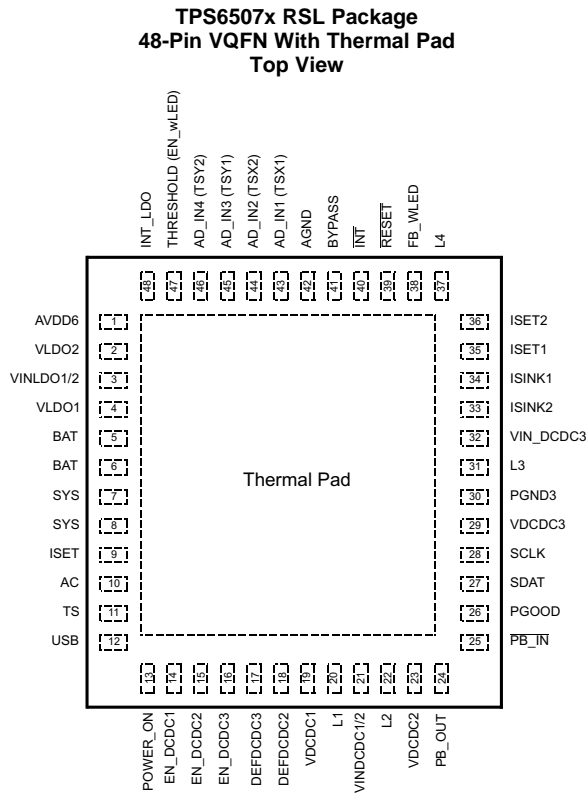 TPS6507x RSL Package
48-Pin VQFN With Thermal Pad
Top View
INT_LDO
THRESHOLD (EN_wLED)
AD_IN4 (TSY2)
AD_IN3 (TSY1)
AD_IN2 (TSX2)
AD_IN1 (TSX1)
AGND
BYPASS
INT
RESET
FB_WLED
L4
48
47
46
45
44
43
42
41
40
39
38
37
AVDD6 1
VLDO2 2
VINLDO1/2 3
VLDO1 4
BAT 5
BAT 6
SYS 7
SYS 8
ISET 9
AC 10
TS 11
USB 12
Thermal Pad
36 ISET2
35 ISET1
34 ISINK1
33 ISINK2
32 VIN_DCDC3
31 L3
30 PGND3
29 VDCDC3
28 SCLK
27 SDAT
26 PGOOD
25 PB_IN
13
14
15
16
17
18
19
20
21
22
23
24
POWER_ON
EN_DCDC1
EN_DCDC2
EN_DCDC3
DEFDCDC3
DEFDCDC2
VDCDC1
L1
VINDCDC1/2
L2
VDCDC2
PB_OUT